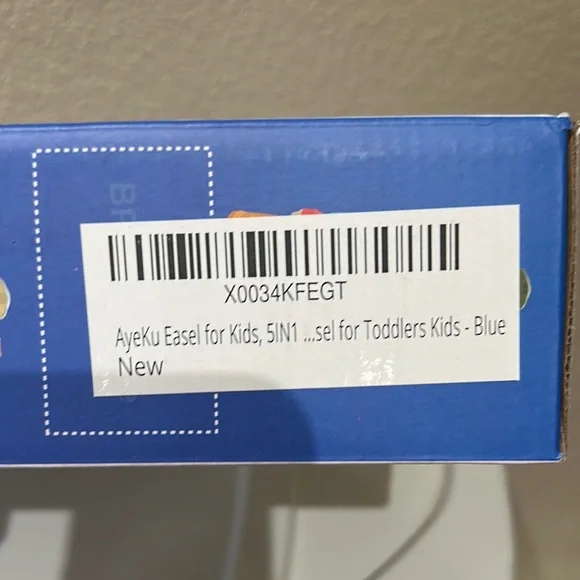 X0034KFEGT
AyeKu Easel for Kids, 5IN1 ...sel for Toddlers Kids - Blue
New